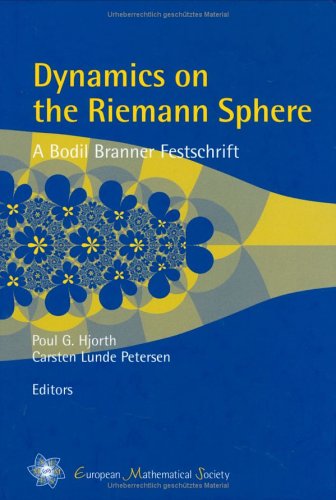 Urheberrechtlich geschütztes Material
Dynamics on
the Riemann Sphere
A Bodil Branner Festschrift
Poul G. Hjorth
Carsten Lunde Petersen
Editors
European Mathematical Society
Urheberrechtlich geschütztes Material